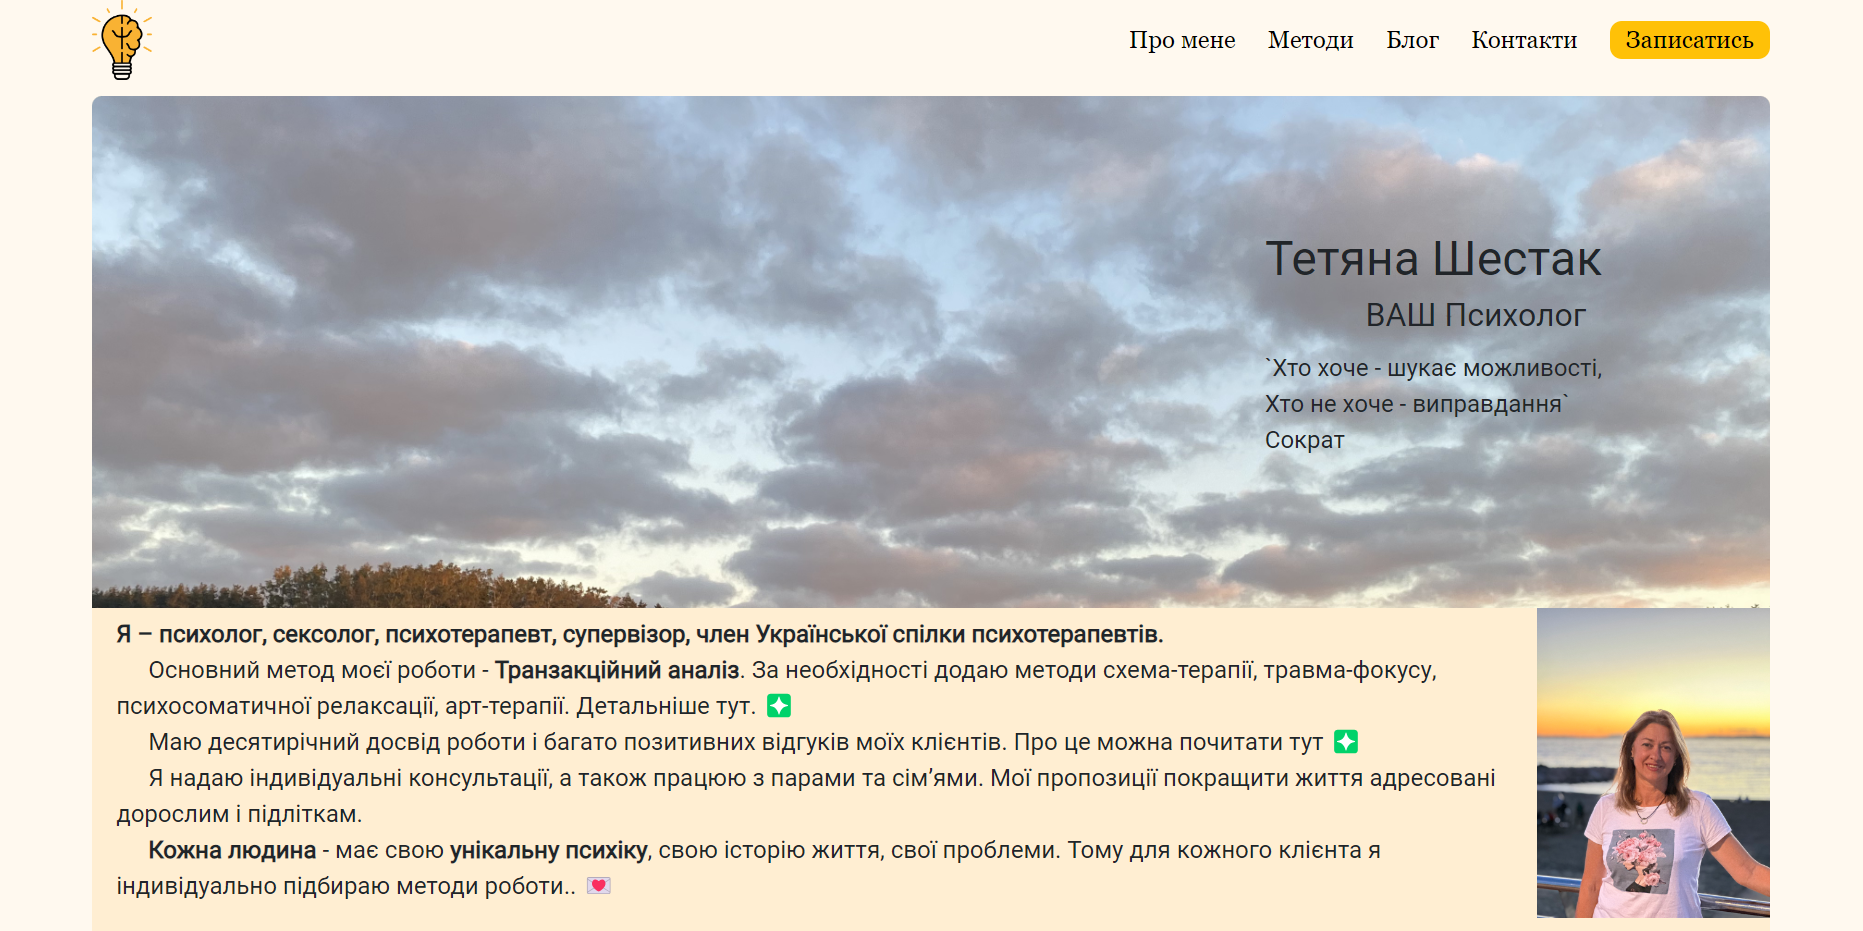 Про мене Методи Блог Контакти Записатись
Тетяна Шестак
ВАШ Психолог
`Хто хоче - шукає можливості,
Хто не хоче - виправдання`
Сократ
Я – психолог, сексолог, психотерапевт, супервізор, член Української спілки психотерапевтів.
Основний метод моєї роботи - Транзакційний аналіз. За необхідності додаю методи схема-терапії, травма-фокусу,
психосоматичної релаксації, арт-терапії. Детальніше тут.
Маю десятирічний досвід роботи і багато позитивних відгуків моїх клієнтів. Про це можна почитати тут
Я надаю індивідуальні консультації, а також працюю з парами та сім’ями. Мої пропозиції покращити життя адресовані
дорослим і підліткам.
Кожна людина - має свою унікальну психіку, свою історію життя, свої проблеми. Тому для кожного клієнта я
індивідуально підбираю методи роботи.. 💌